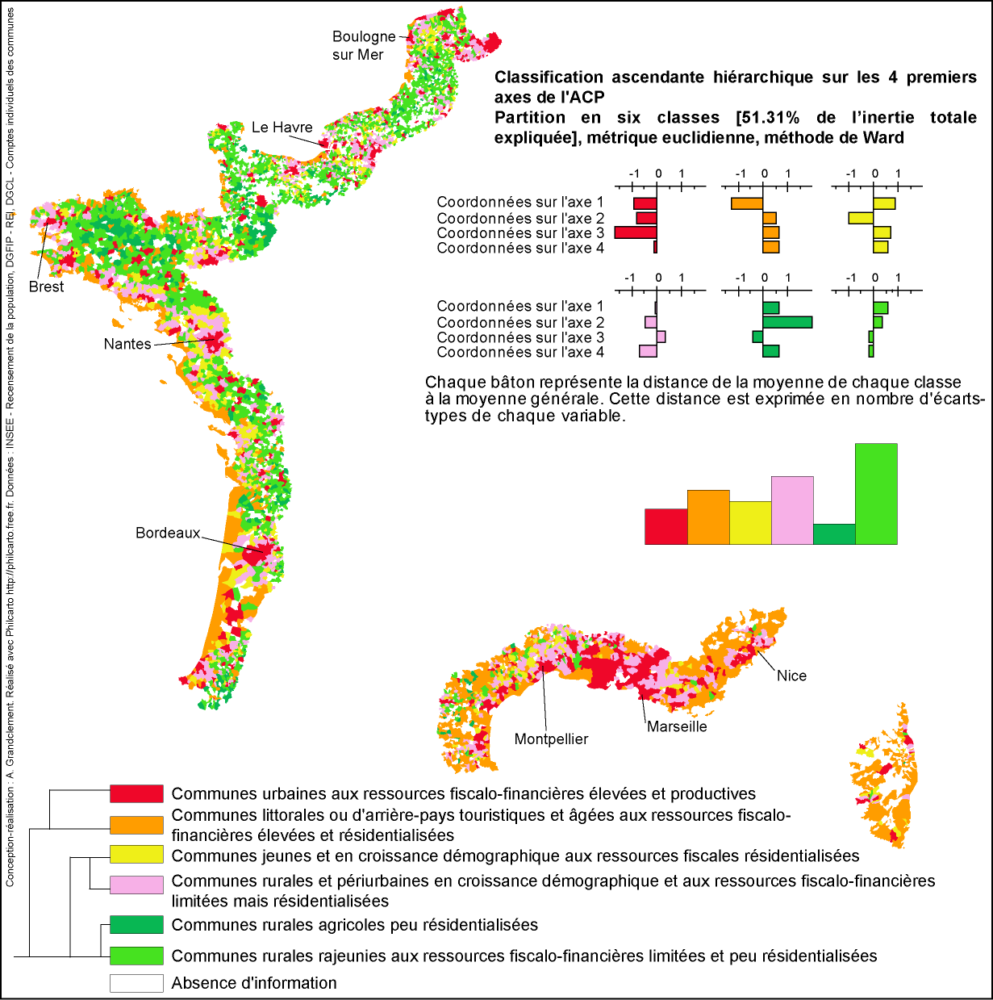 Conception-réalisation : A. Grandclement. Réalisé avec Philcarto http://philcarto.free.fr. Données : INSEE - Recensement de la population, DGFIP - REI, DGCL - Comptes individuels des communes
Boulogne
sur Mer
Le Havre
Brest
Nantes
Bordeaux
Classification ascendante hiérarchique sur les 4 premiers
axes de l'ACP
Partition en six classes [51.31% de l'inertie totale
expliquée], métrique euclidienne, méthode de Ward
-1 0 1 -1 0 1 -1 0 1
Coordonnées sur l'axe 1
Coordonnées sur l'axe 2
Coordonnées sur l'axe 3
Coordonnées sur l'axe 4
-1 0 1 -1 0 1 -1 0 1
Coordonnées sur l'axe 1
Coordonnées sur l'axe 2
Coordonnées sur l'axe 3
Coordonnées sur l'axe 4
Chaque bâton représente la distance de la moyenne de chaque classe
à la moyenne générale. Cette distance est exprimée en nombre d'écarts-
types de chaque variable.
Nice
Marseille
Montpellier
Communes urbaines aux ressources fiscalo-financières élevées et productives
Communes littorales ou d'arrière-pays touristiques et âgées aux ressources fiscalo-
financières élevées et résidentialisées
Communes jeunes et en croissance démographique aux ressources fiscales résidentialisées
Communes rurales et périurbaines en croissance démographique et aux ressources fiscalo-financières
limitées mais résidentialisées
Communes rurales agricoles peu résidentialisées
Communes rurales rajeunies aux ressources fiscalo-financières limitées et peu résidentialisées
Absence d'information